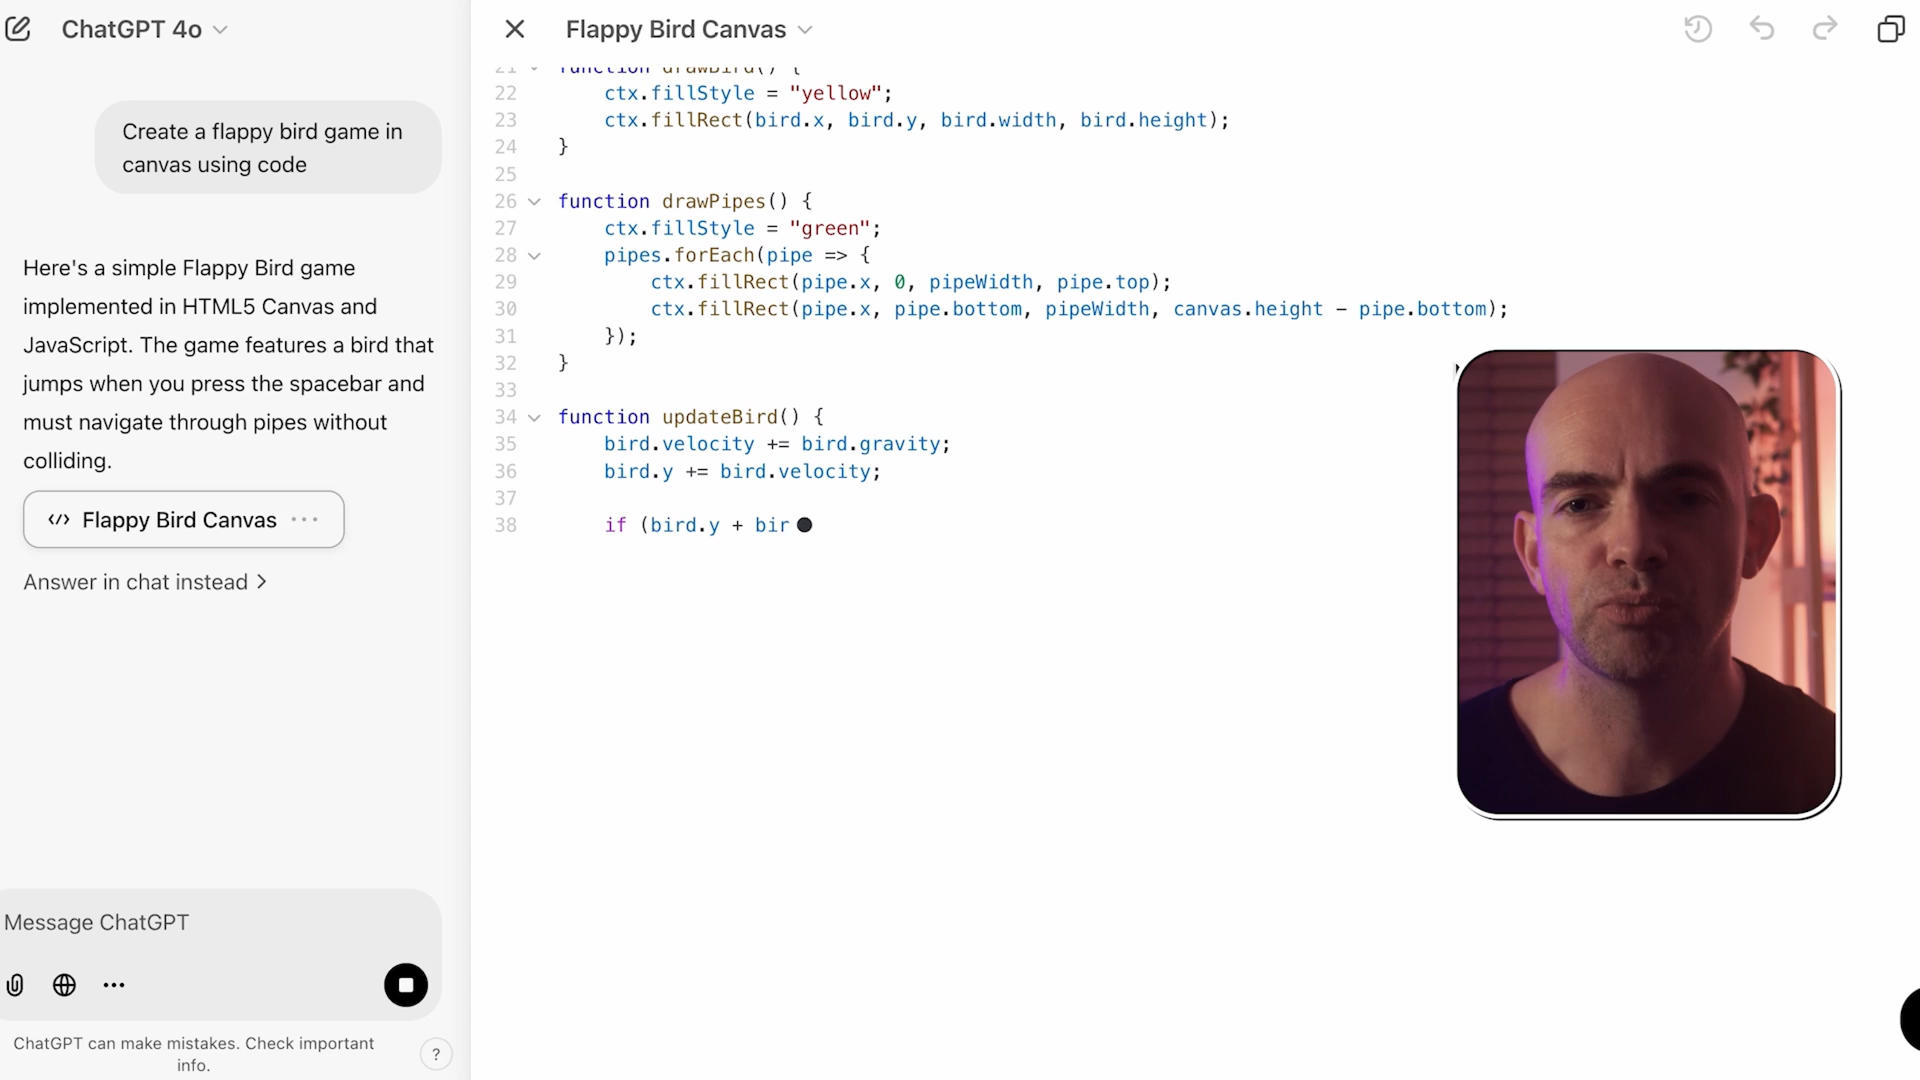 ChatGPT 4o
Create a flappy bird game in
canvas using code
Here's a simple Flappy Bird game
implemented in HTML5 Canvas and
JavaScript. The game features a bird that
jumps when you press the spacebar and
must navigate through pipes without
colliding.
Flappy Bird Canvas
Answer in chat instead
Message ChatGPT
ChatGPT can make mistakes. Check important
info.
?
Flappy Bird Canvas
21 function drawBird() {
22 ctx.fillStyle = "yellow";
23 ctx.fillRect(bird.x, bird.y, bird.width, bird.height);
24 }
25
26 function drawPipes() {
27 ctx.fillStyle = "green";
28 pipes.forEach(pipe => {
29 ctx.fillRect(pipe.x, 0, pipeWidth, pipe.top);
30 ctx.fillRect(pipe.x, pipe.bottom, pipeWidth, canvas.height - pipe.bottom);
31 });
32 }
33
34 function updateBird() {
35 bird.velocity += bird.gravity;
36 bird.y += bird.velocity;
37
38 if (bird.y + bir